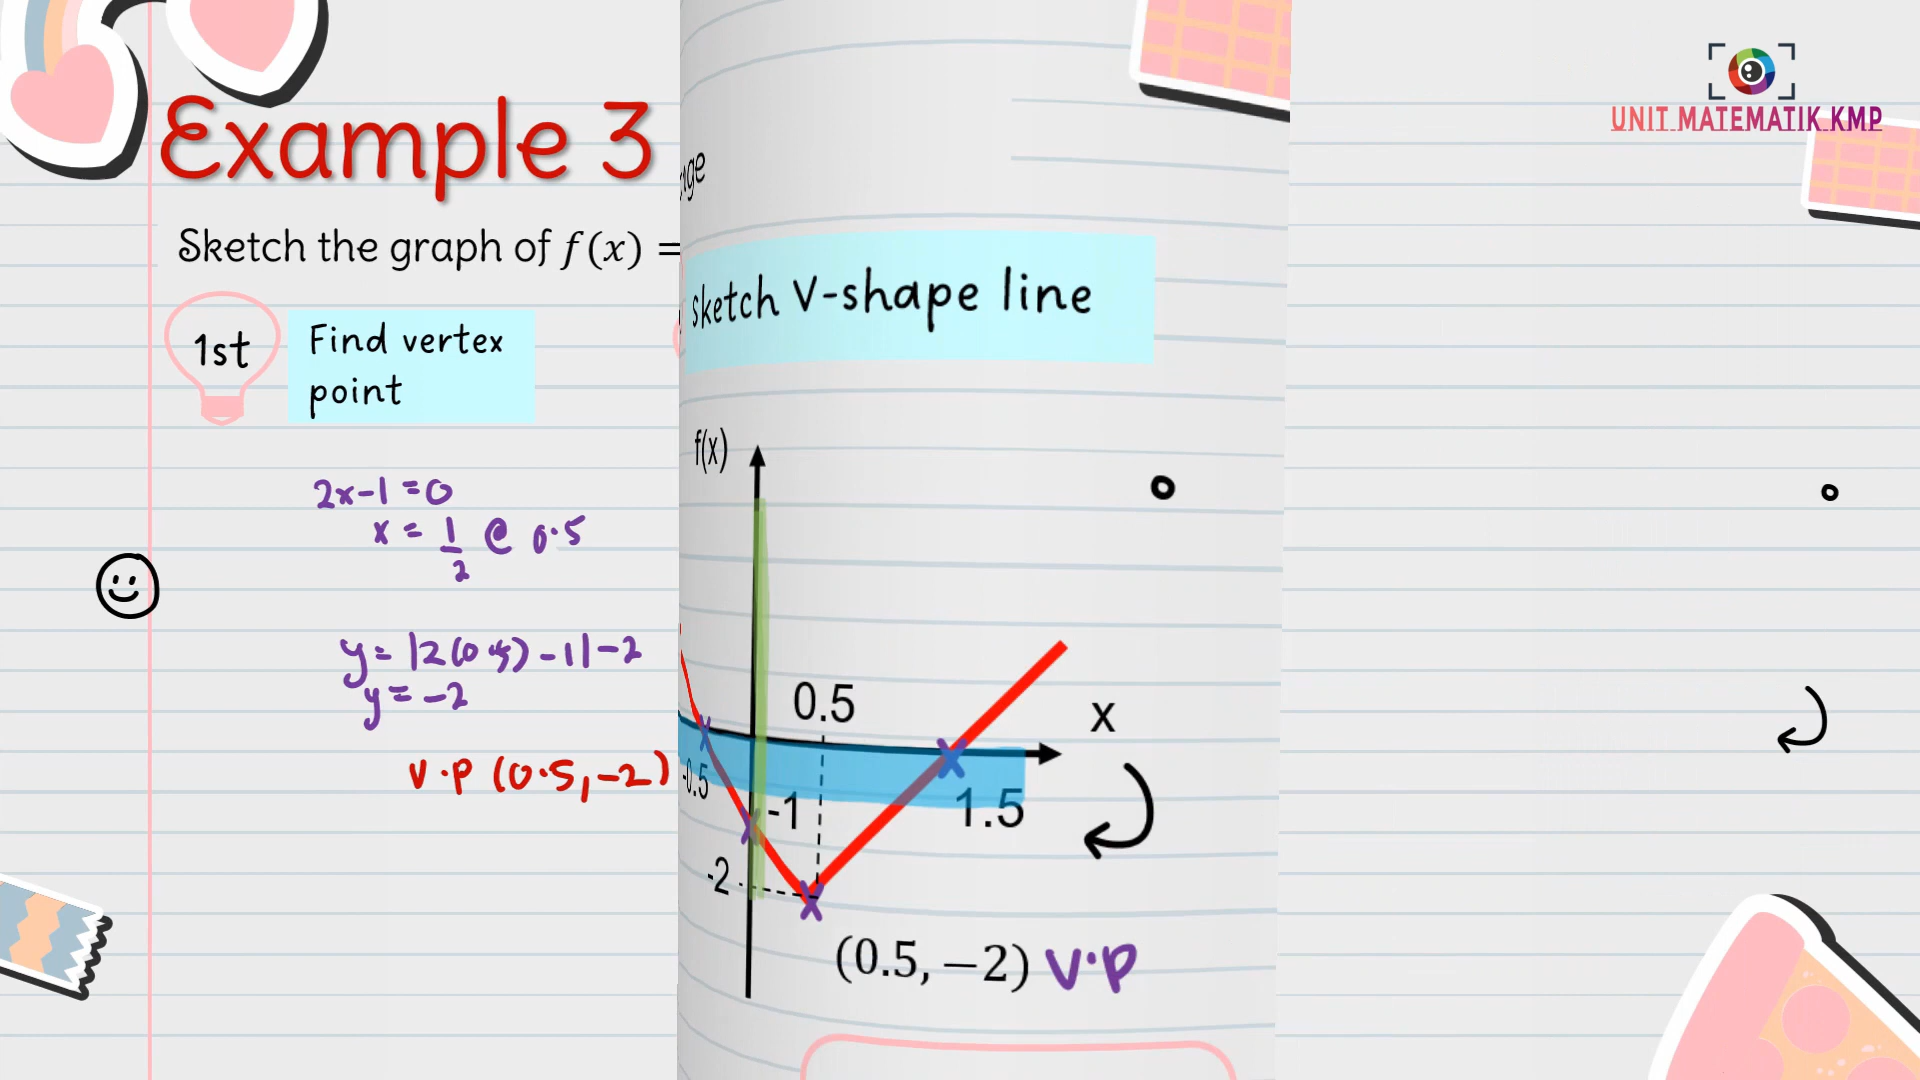 Example 3
Sketch the graph of f(x) =
1st
Find vertex
point
2x-1 = 0
x = 1/2 @ 0.5
y = |2(0.5) - 1| - 2
y = -2
v.p (0.5, -2)
sketch V-shape line
f(x)
0.5
x
-0.5
-1
1.5
-2
(0.5, −2) v.p
UNIT MATEMATIK KMP